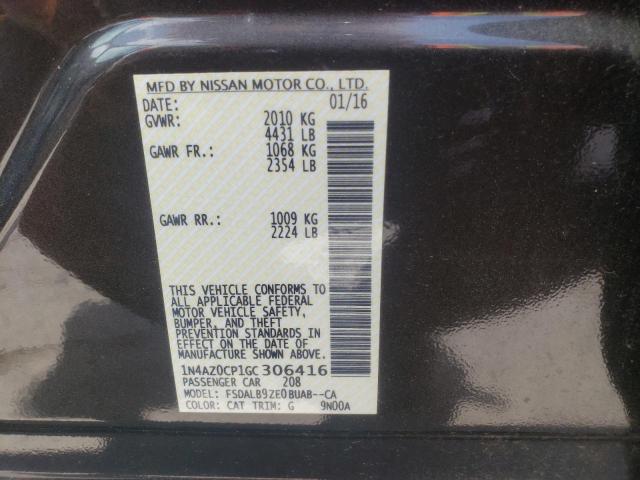 MFD BY NISSAN MOTOR CO., LTD.
DATE: 01/16
GVWR: 2010 KG
4431 LB
GAWR FR.: 1068 KG
2354 LB
GAWR RR.: 1009 KG
2224 LB
THIS VEHICLE CONFORMS TO
ALL APPLICABLE FEDERAL
MOTOR VEHICLE SAFETY,
BUMPER, AND THEFT
PREVENTION STANDARDS IN
EFFECT ON THE DATE OF
MANUFACTURE SHOWN ABOVE.
1N4AZ0CP1GC306416
PASSENGER CAR 208
MODEL: FSDALB9ZE0BUAB--CA
COLOR: CAT TRIM: G 9N00A